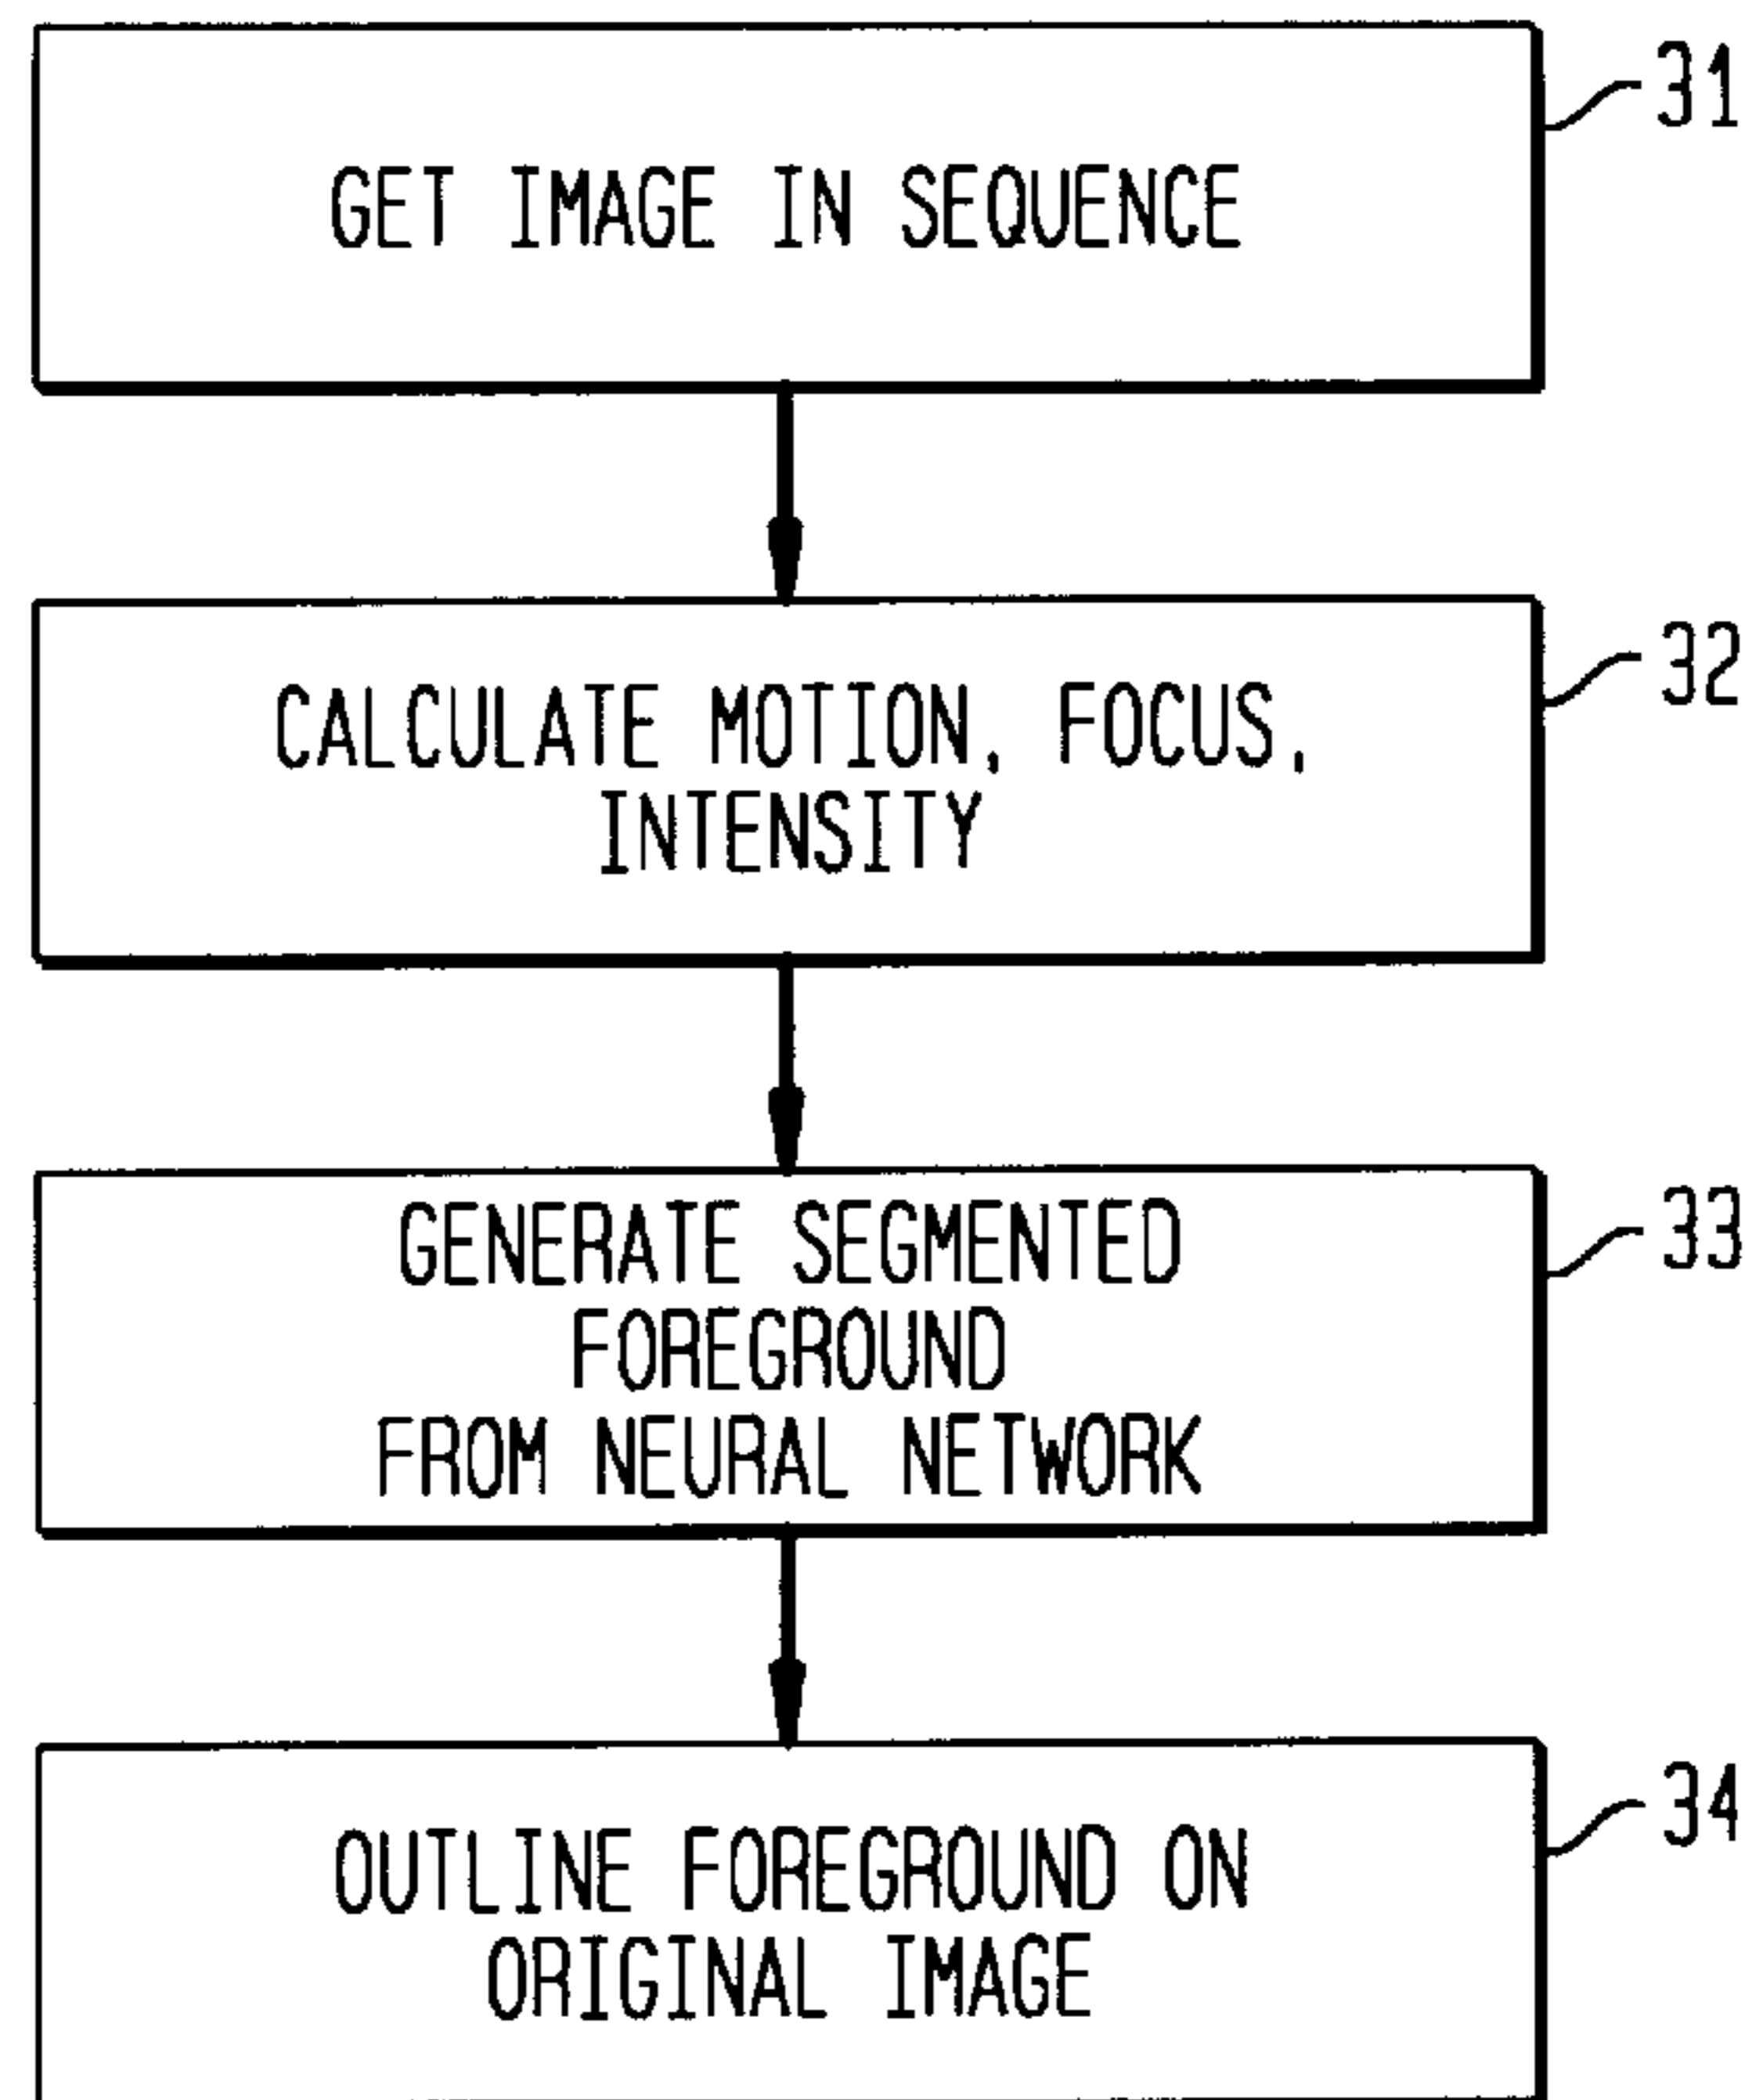 31
GET IMAGE IN SEQUENCE
32
CALCULATE MOTION, FOCUS,
INTENSITY
33
GENERATE SEGMENTED
FOREGROUND
FROM NEURAL NETWORK
34
OUTLINE FOREGROUND ON
ORIGINAL IMAGE